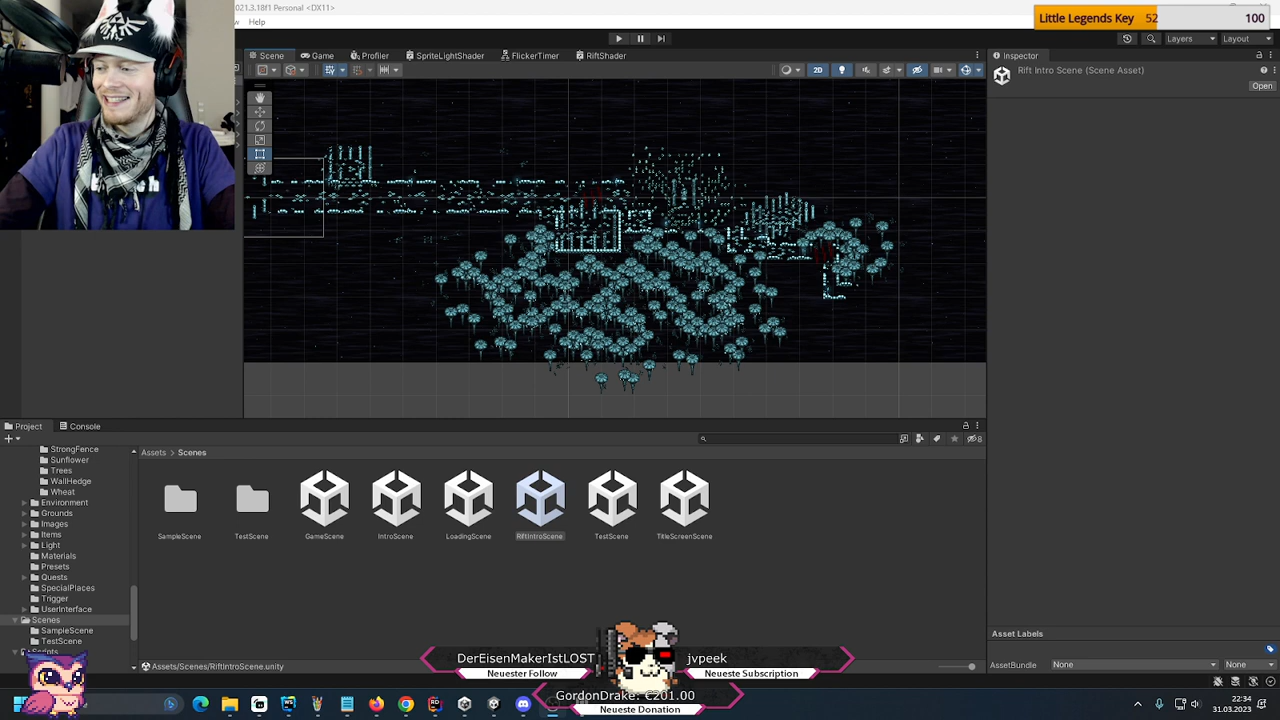 021.3.18f1 Personal <DX11>
Help
Little Legends Key 52 100
Layers
Layout
Scene
Game
Profiler
SpriteLightShader
FlickerTimer
RiftShader
Inspector
2D
Rift Intro Scene (Scene Asset)
Open
Project
Console
8
Assets > Scenes
StrongFence
Sunflower
Trees
WallHedge
Wheat
Environment
Grounds
Images
Items
Light
Materials
Presets
Quests
SpecialPlaces
Trigger
UserInterface
Scenes
SampleScene
TestScene
Scripts
SampleScene
TestScene
GameScene
IntroScene
LoadingScene
RiftIntroScene
TestScene
TitleScreenScene
Asset Labels
AssetBundle None None
Assets/Scenes/RiftIntroScene.unity
DerEisenMakerIstLOST
Neuester Follow
jvpeek
Neueste Subscription
GordonDrake: €201.00
Neueste Donation
22:34
31.03.2023